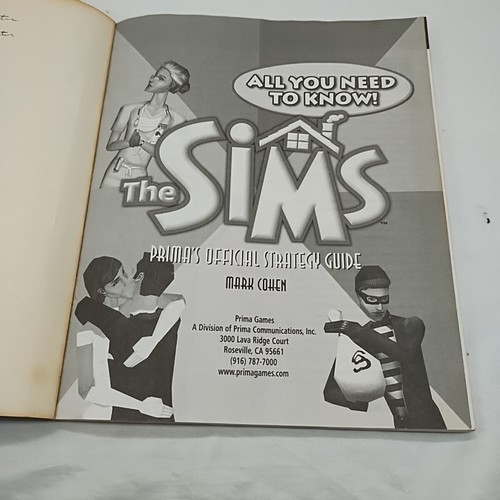 ALL YOU NEED
TO KNOW!
The SIMS™
PRIMA'S OFFICIAL STRATEGY GUIDE
MARK COHEN
Prima Games
A Division of Prima Communications, Inc.
3000 Lava Ridge Court
Roseville, CA 95661
(916) 787-7000
www.primagames.com
$